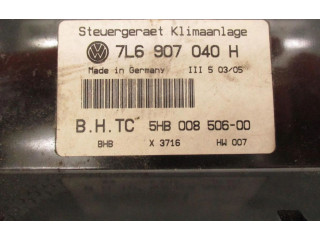 Steuergeraet Klimaanlage
7L6 907 040 H
Made in Germany III 5 03/05
B.H.TC 5HB 008 506-00
BHB X 3716 HW 007